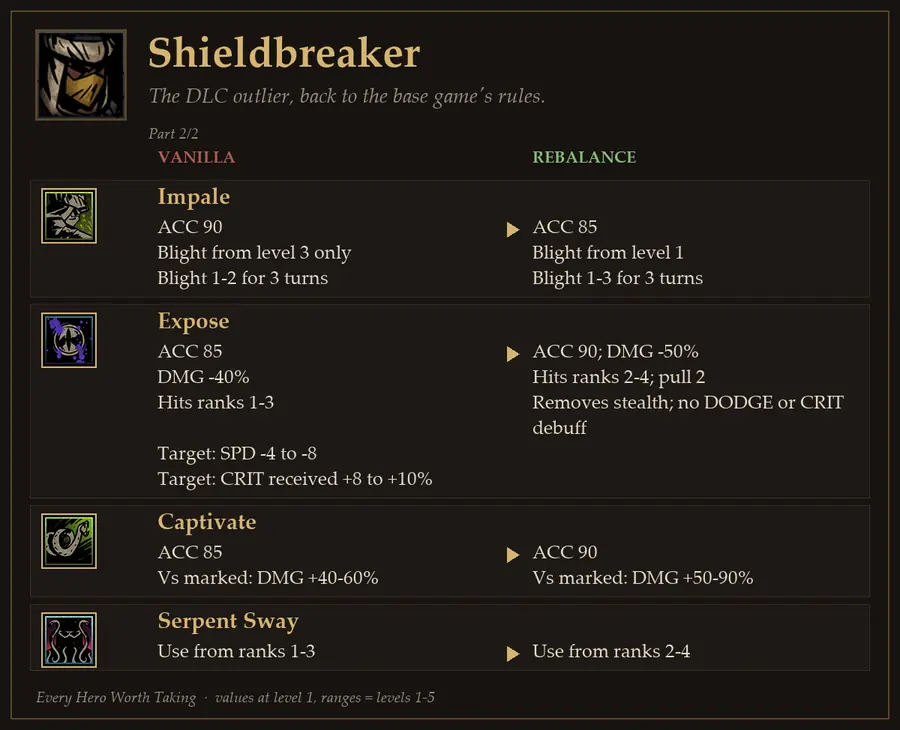 Shieldbreaker
The DLC outlier, back to the base game's rules.
Part 2/2
VANILLA
REBALANCE
Impale
ACC 90
ACC 85
Blight from level 3 only
Blight from level 1
Blight 1-2 for 3 turns
Blight 1-3 for 3 turns
Expose
ACC 85
ACC 90; DMG -50%
DMG -40%
Hits ranks 2-4; pull 2
Hits ranks 1-3
Removes stealth; no DODGE or CRIT
debuff
Target: SPD -4 to -8
Target: CRIT received +8 to +10%
Captivate
ACC 85
ACC 90
Vs marked: DMG +40-60%
Vs marked: DMG +50-90%
Serpent Sway
Use from ranks 1-3
Use from ranks 2-4
Every Hero Worth Taking · values at level 1, ranges = levels 1-5